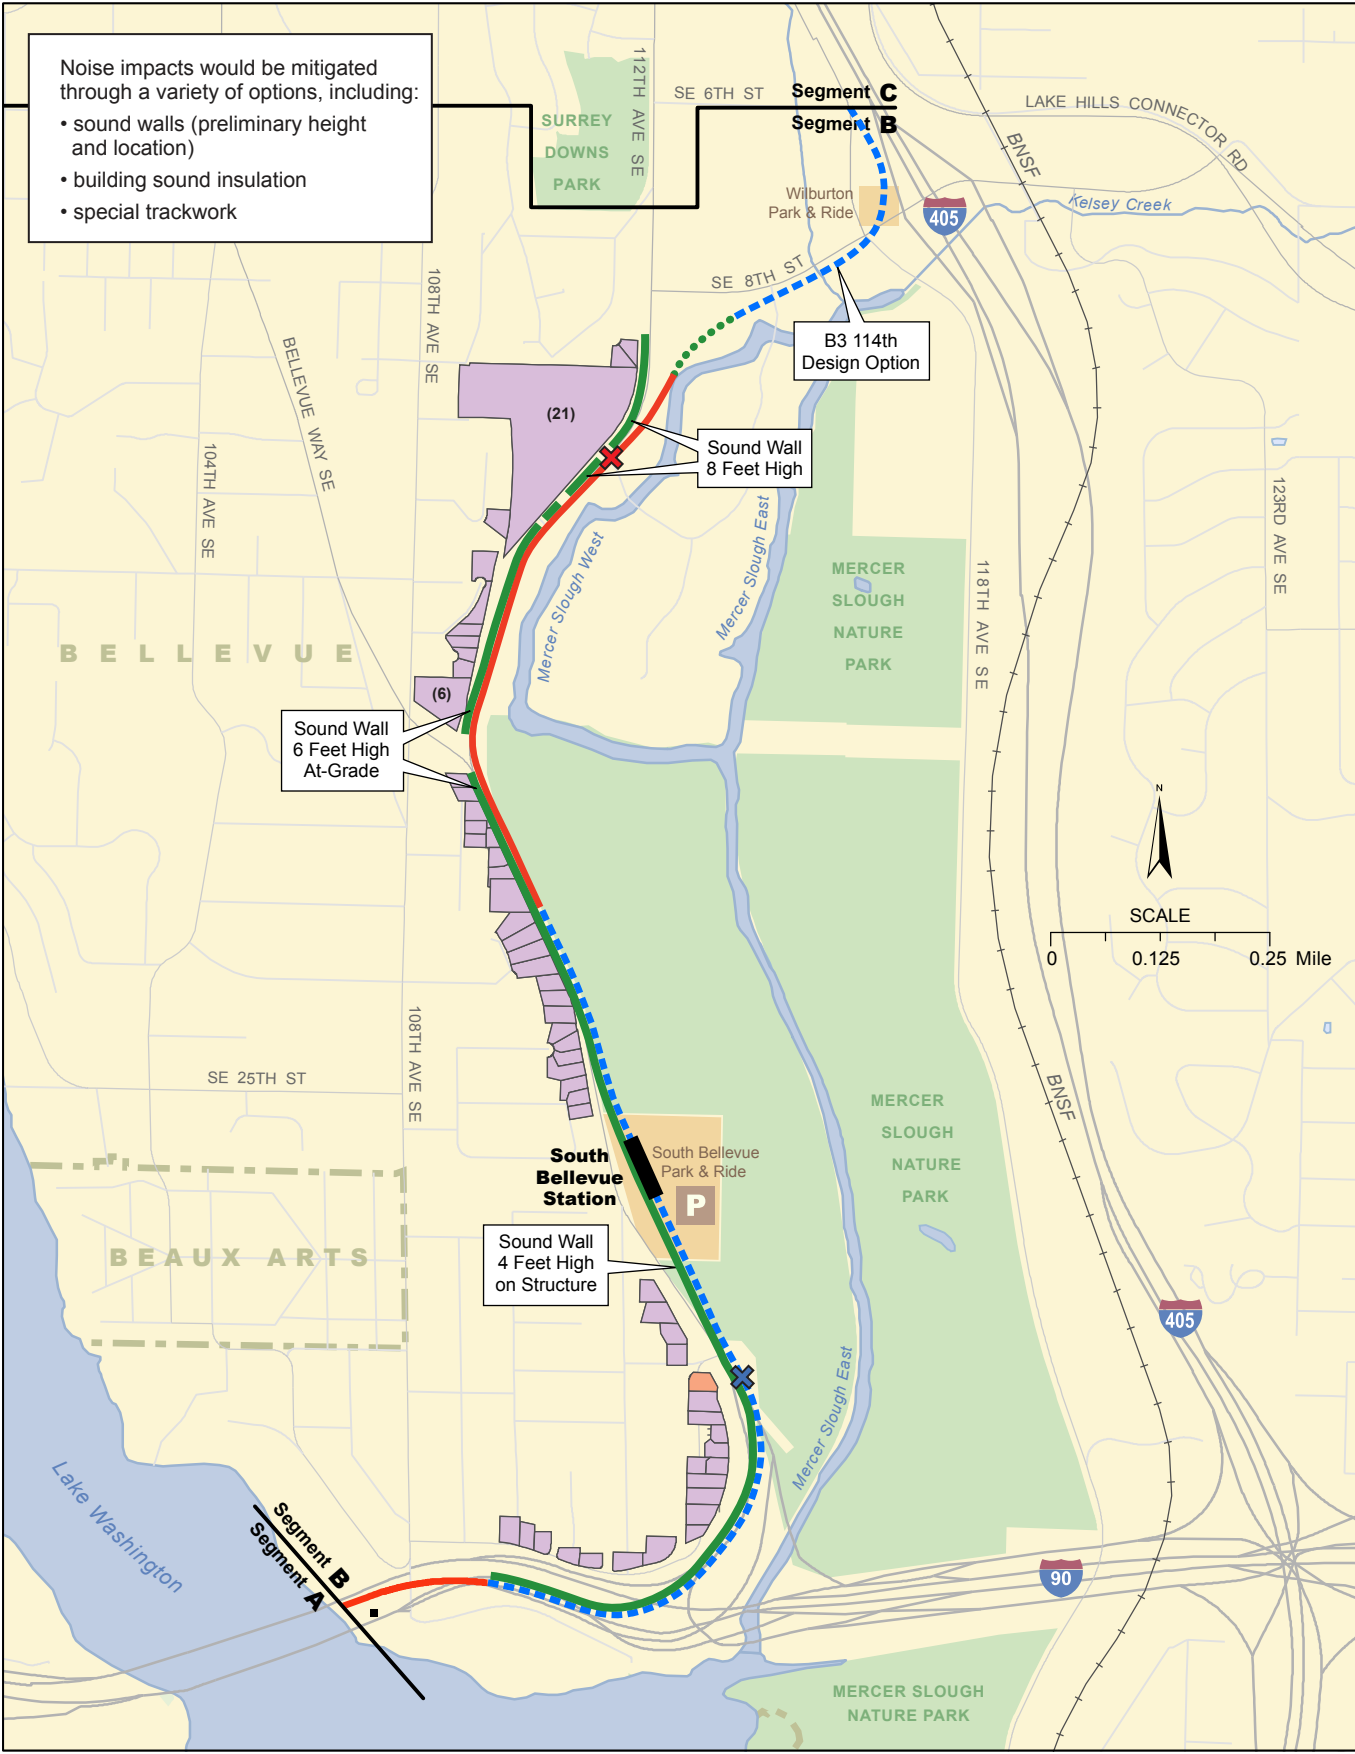 Noise impacts would be mitigated
through a variety of options, including:
• sound walls (preliminary height
and location)
• building sound insulation
• special trackwork
112TH AVE SE
SE 6TH ST
Segment C
Segment B
LAKE HILLS CONNECTOR RD
BNSF
SURREY
DOWNS
PARK
Wilburton
Park & Ride
405
Kelsey Creek
SE 8TH ST
108TH AVE SE
BELLEVUE WAY SE
B3 114th
Design Option
(21)
Sound Wall
8 Feet High
104TH AVE SE
123RD AVE SE
Mercer Slough West
Mercer Slough East
MERCER
SLOUGH
NATURE
PARK
118TH AVE SE
BELLEVUE
(6)
Sound Wall
6 Feet High
At-Grade
N
SCALE
0
0.125
0.25 Mile
108TH AVE SE
SE 25TH ST
BNSF
MERCER
SLOUGH
NATURE
PARK
South
Bellevue
Station
South Bellevue
Park & Ride
P
BEAUX ARTS
Sound Wall
4 Feet High
on Structure
405
Mercer Slough East
Lake Washington
Segment B
Segment A
90
MERCER SLOUGH
NATURE PARK